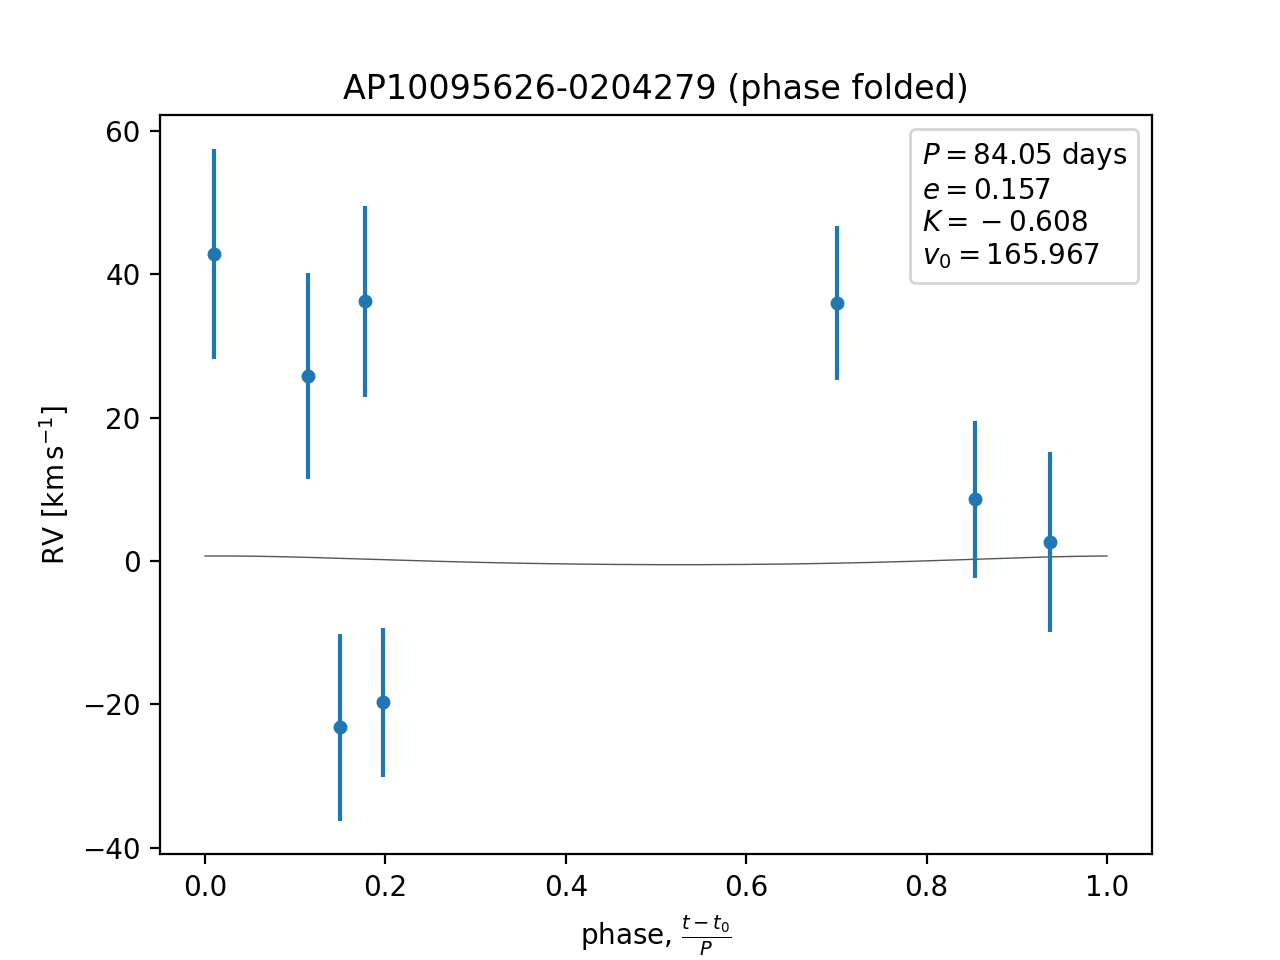 AP10095626-0204279 (phase folded)
P = 84.05 days
e = 0.157
K = −0.608
v₀ = 165.967
60
40
20
0
−20
−40
RV [km s⁻¹]
0.0 0.2 0.4 0.6 0.8 1.0
phase, (t − t₀)/P